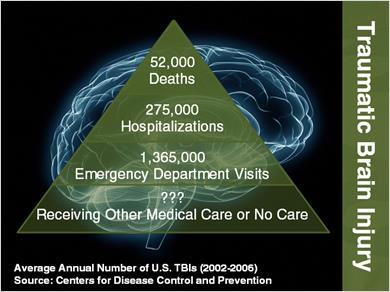 52,000
Deaths
275,000
Hospitalizations
1,365,000
Emergency Department Visits
???
Receiving Other Medical Care or No Care
Traumatic Brain Injury
Average Annual Number of U.S. TBIs (2002-2006)
Source: Centers for Disease Control and Prevention